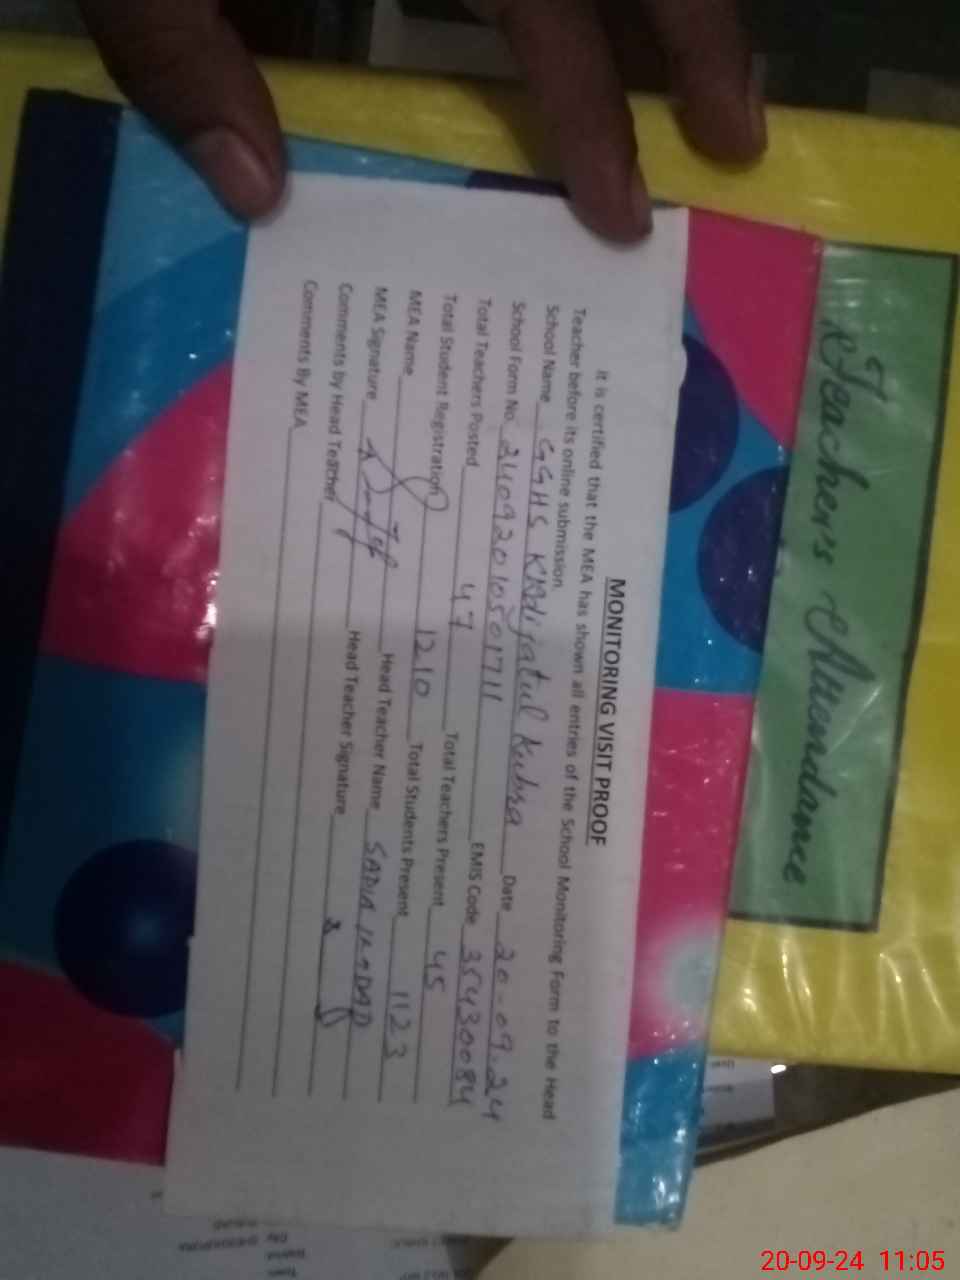 Teacher's Attendance
MONITORING VISIT PROOF
It is certified that the MEA has shown all entries of the School Monitoring Form to the Head
Teacher before its online submission.
School Name GGHS Khadijatul Kubra Date 20-09-24
School Form No. 24092010501711 EMIS Code 35430084
Total Teachers Posted 47 Total Teachers Present 45
Total Student Registration 1210 Total Students Present 1123
MEA Name Head Teacher Name SADIA IMDAD
MEA Signature Head Teacher Signature
Comments By Head Teacher
Comments By MEA
20-09-24 11:05